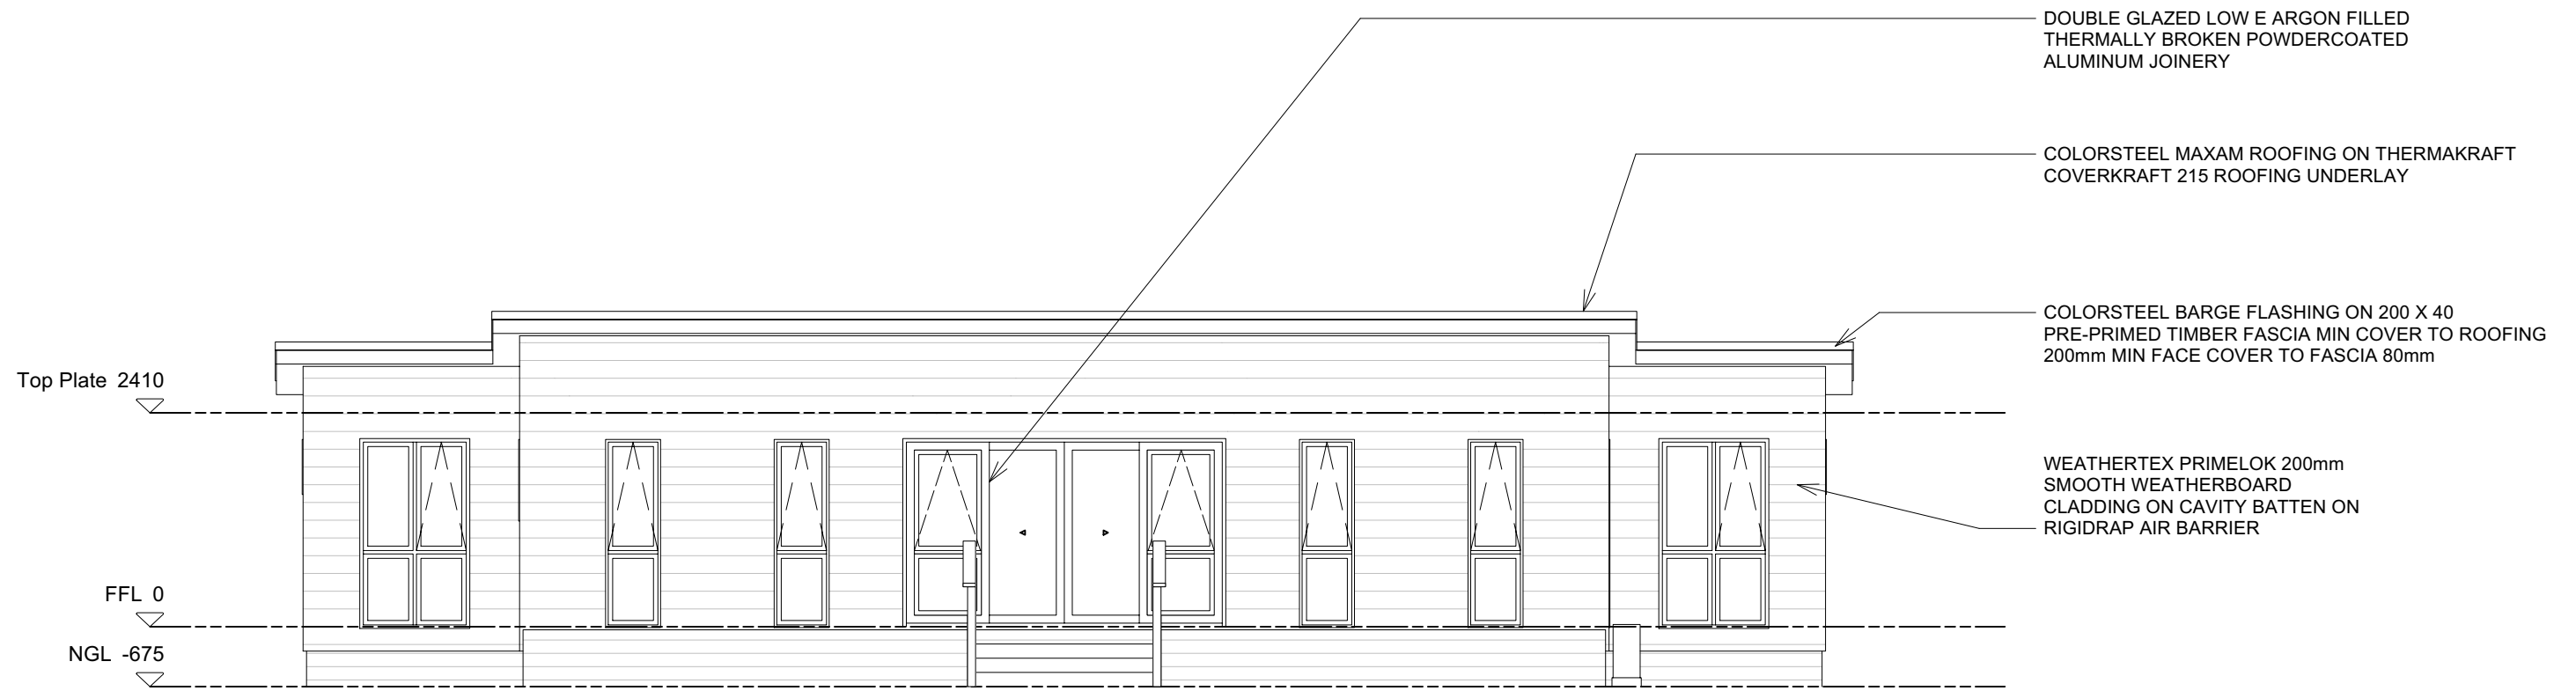 DOUBLE GLAZED LOW E ARGON FILLED
THERMALLY BROKEN POWDERCOATED
ALUMINUM JOINERY
COLORSTEEL MAXAM ROOFING ON THERMAKRAFT
COVERKRAFT 215 ROOFING UNDERLAY
COLORSTEEL BARGE FLASHING ON 200 X 40
PRE-PRIMED TIMBER FASCIA MIN COVER TO ROOFING
200mm MIN FACE COVER TO FASCIA 80mm
Top Plate 2410
WEATHERTEX PRIMELOK 200mm
SMOOTH WEATHERBOARD
CLADDING ON CAVITY BATTEN ON
RIGIDRAP AIR BARRIER
FFL 0
NGL -675